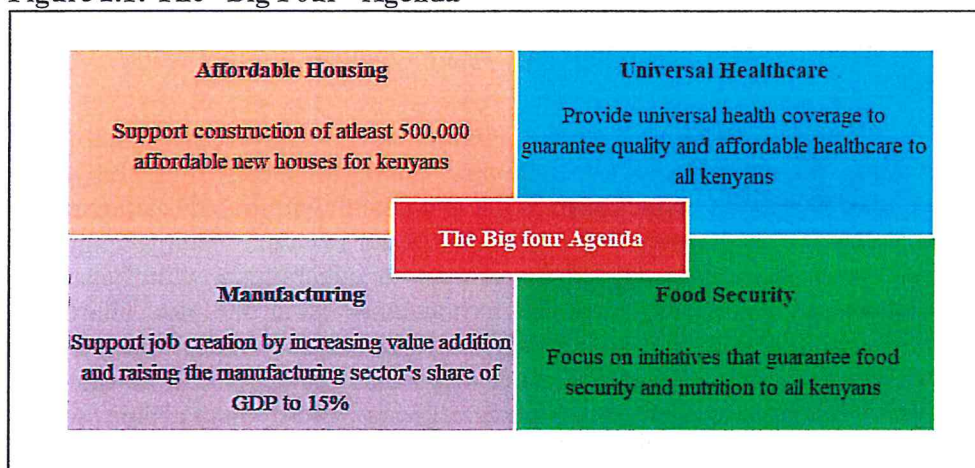 Affordable Housing
Support construction of atleast 500,000
affordable new houses for kenyans
Universal Healthcare
Provide universal health coverage to
guarantee quality and affordable healthcare to
all kenyans
The Big four Agenda
Manufacturing
Support job creation by increasing value addition
and raising the manufacturing sector's share of
GDP to 15%
Food Security
Focus on initiatives that guarantee food
security and nutrition to all kenyans